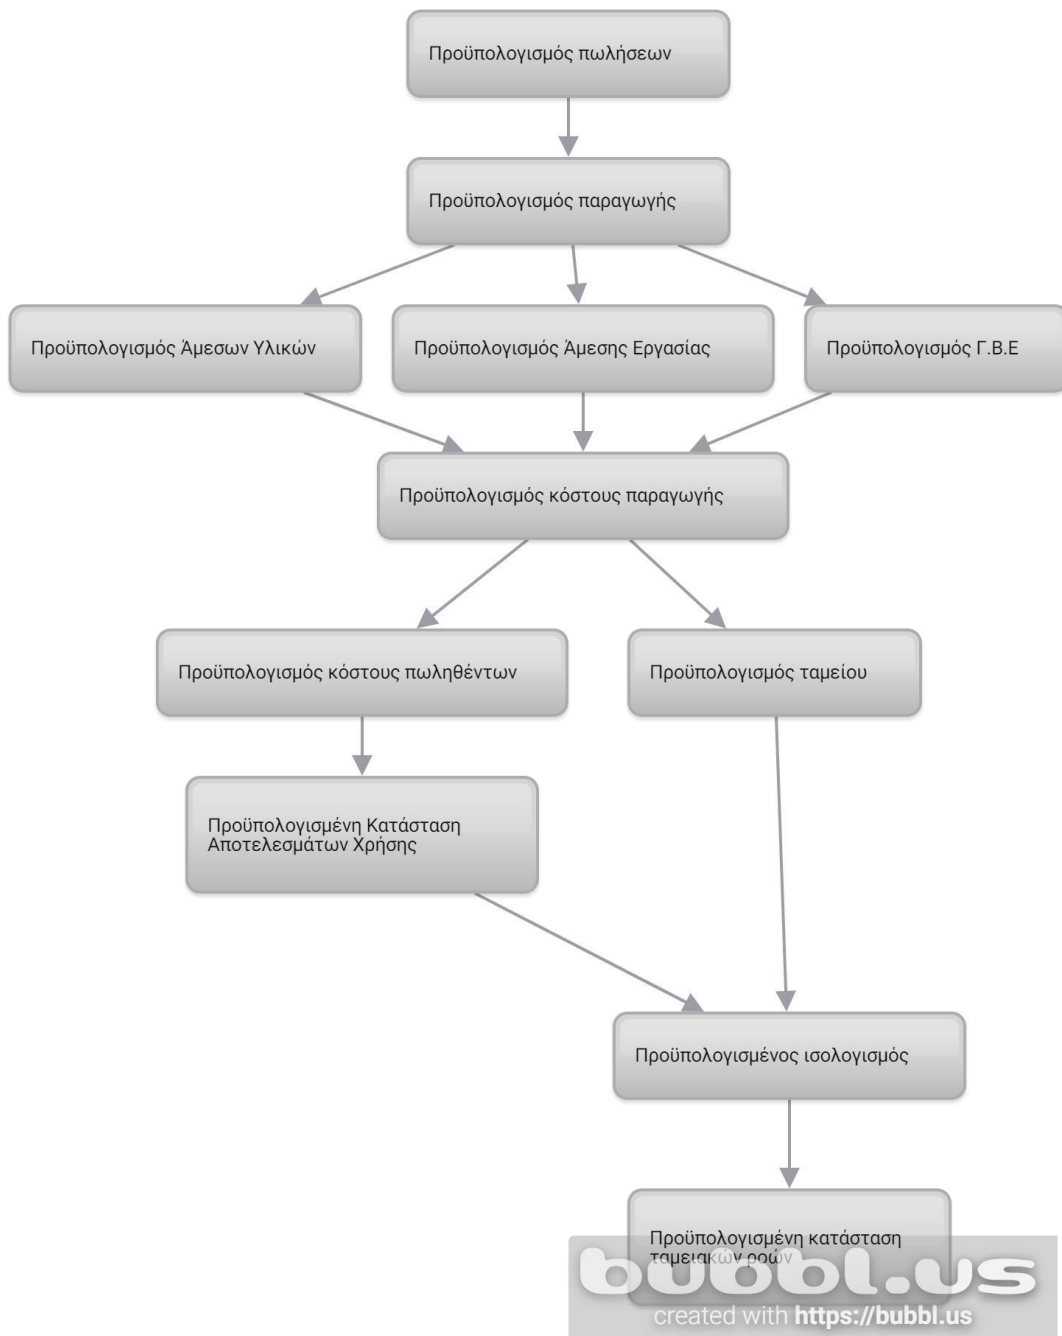 Προϋπολογισμός πωλήσεων
Προϋπολογισμός παραγωγής
Προϋπολογισμός Άμεσων Υλικών
Προϋπολογισμός Άμεσης Εργασίας
Προϋπολογισμός Γ.Β.Ε
Προϋπολογισμός κόστους παραγωγής
Προϋπολογισμός κόστους πωληθέντων
Προϋπολογισμός ταμείου
Προϋπολογισμένη Κατάσταση
Αποτελεσμάτων Χρήσης
Προϋπολογισμένος ισολογισμός
Προϋπολογισμένη κατάσταση
ταμειακών ροών
bubbl.us
created with https://bubbl.us